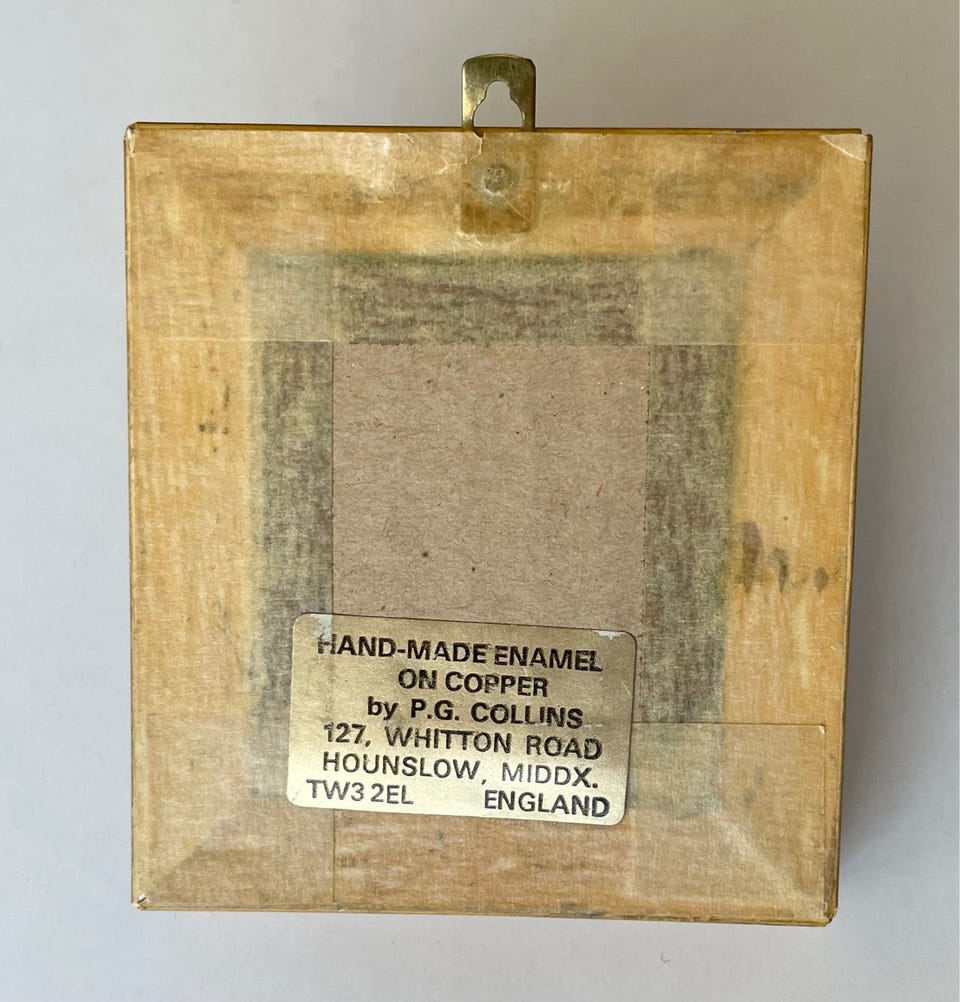 HAND-MADE ENAMEL
ON COPPER
by P.G. COLLINS
127, WHITTON ROAD
HOUNSLOW, MIDDX.
TW3 2EL ENGLAND